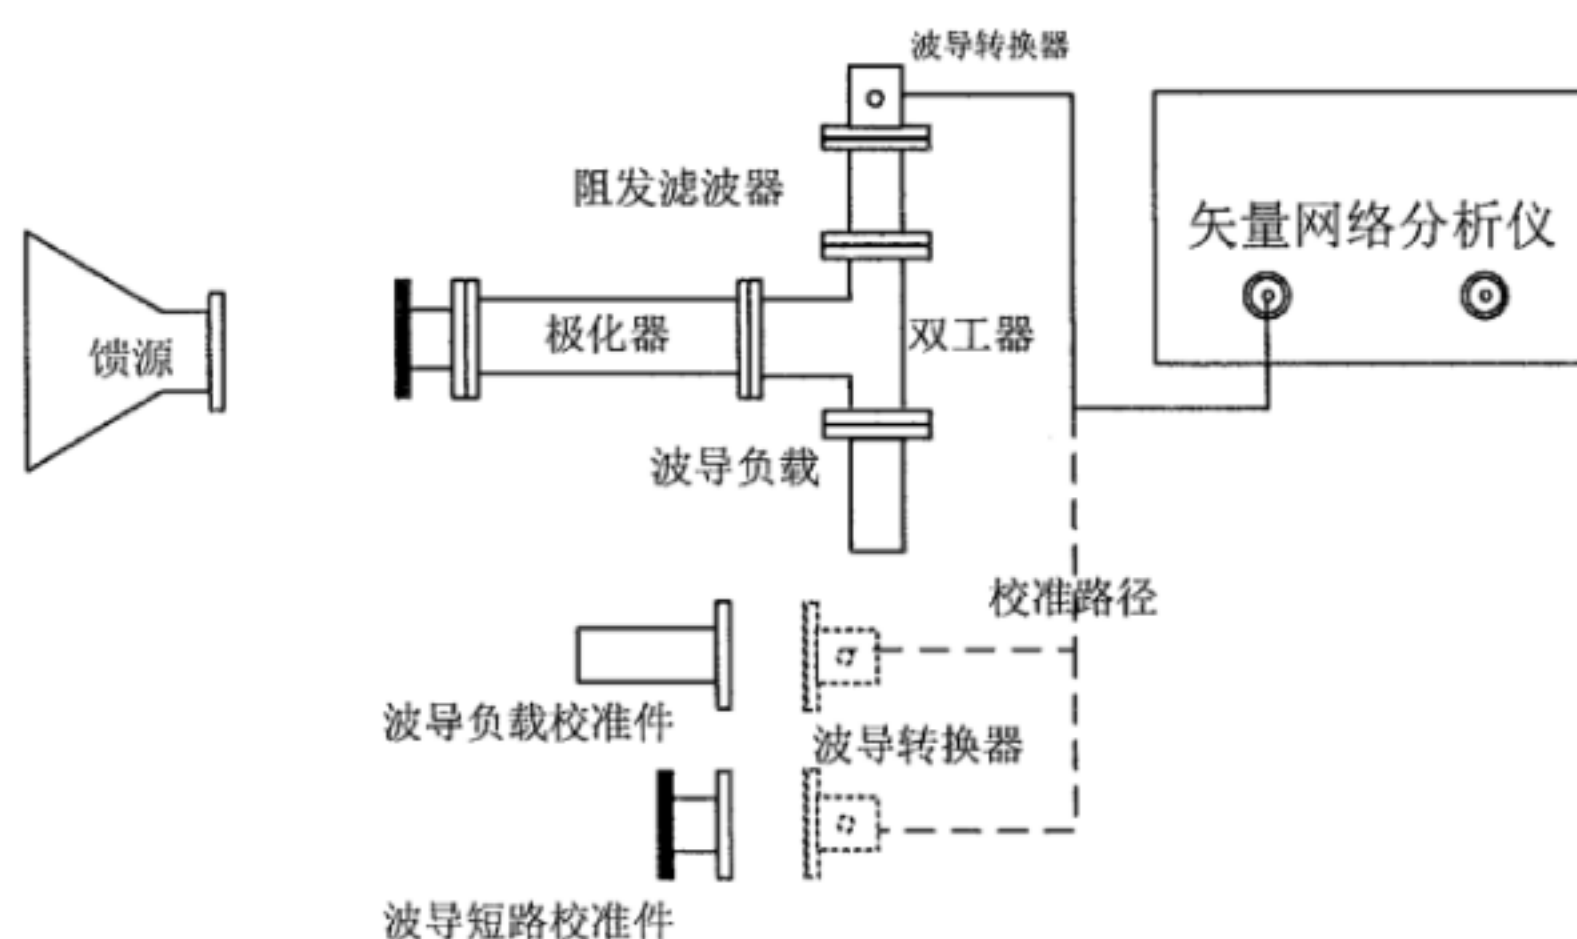 波导转换器
阻发滤波器
矢量网络分析仪
馈源
极化器
双工器
波导负载
校准路径
波导负载校准件
波导转换器
波导短路校准件